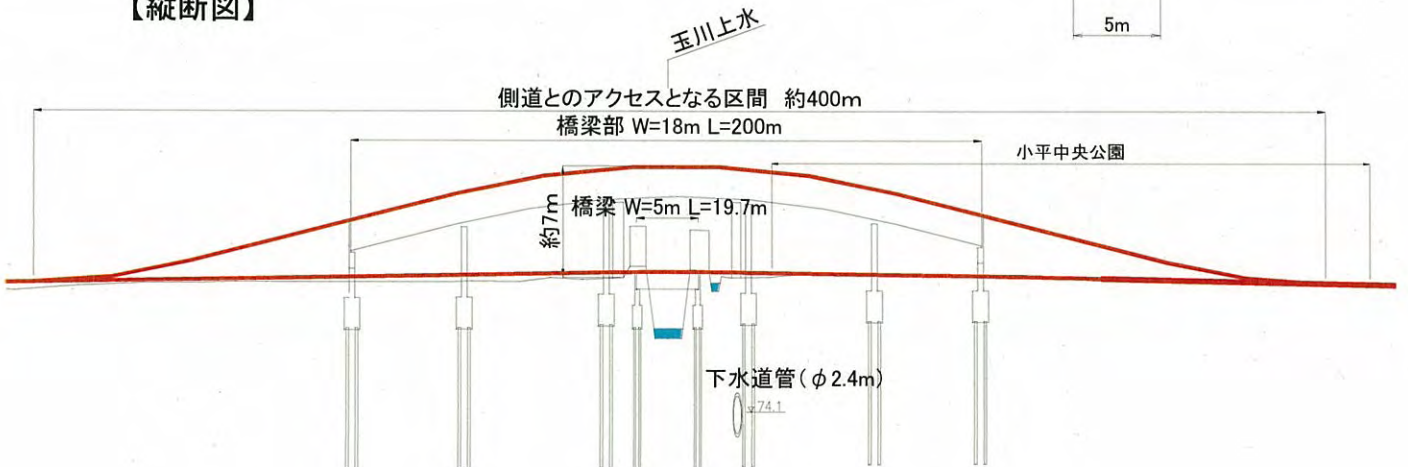 【縦断図】
5m
玉川上水
側道とのアクセスとなる区間 約400m
橋梁部 W=18m L=200m
小平中央公園
橋梁 W=5m L=19.7m
約7m
下水道管(φ2.4m)
74.1